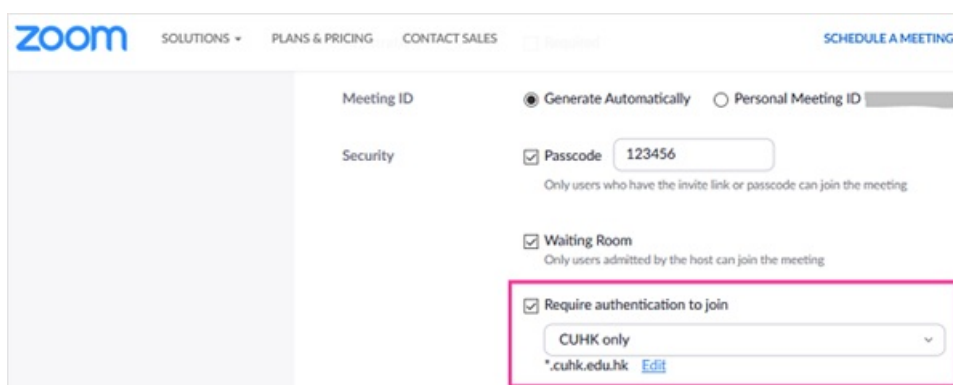 zoom SOLUTIONS PLANS & PRICING CONTACT SALES SCHEDULE A MEETING
Meeting ID Generate Automatically Personal Meeting ID
Security Passcode 123456
Only users who have the invite link or passcode can join the meeting
Waiting Room
Only users admitted by the host can join the meeting
Require authentication to join
CUHK only
*.cuhk.edu.hk Edit